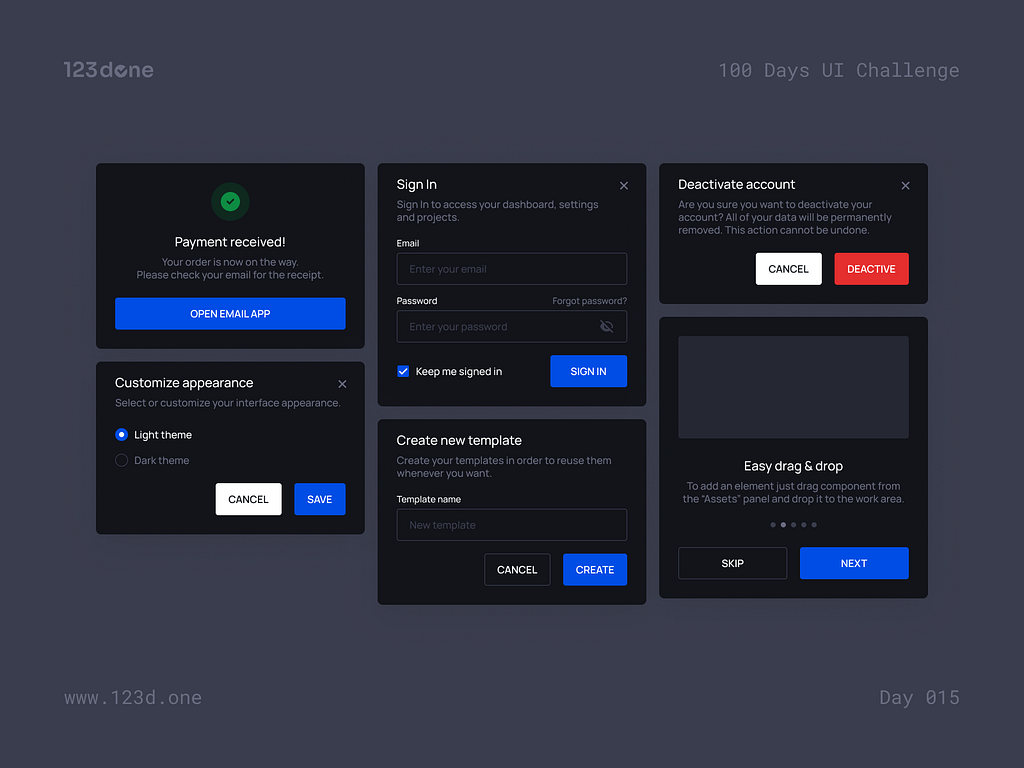 123done
100 Days UI Challenge
Payment received!
Your order is now on the way.
Please check your email for the receipt.
OPEN EMAIL APP
Customize appearance
Select or customize your interface appearance.
Light theme
Dark theme
CANCEL
SAVE
Sign In
Sign In to access your dashboard, settings
and projects.
Email
Enter your email
Password
Forgot password?
Enter your password
Keep me signed in
SIGN IN
Create new template
Create your templates in order to reuse them
whenever you want.
Template name
New template
CANCEL
CREATE
Deactivate account
Are you sure you want to deactivate your
account? All of your data will be permanently
removed. This action cannot be undone.
CANCEL
DEACTIVE
Easy drag & drop
To add an element just drag component from
the “Assets” panel and drop it to the work area.
SKIP
NEXT
www.123d.one
Day 015